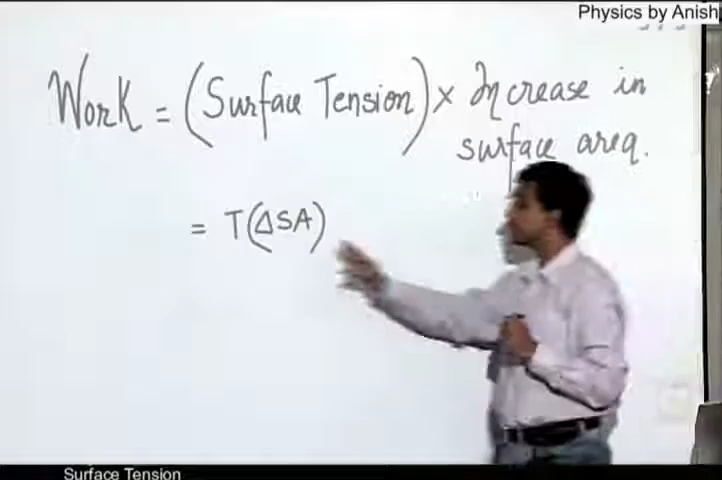 Physics by Anish
Work = (Surface Tension) × Increase in
surface area.
= T(ΔSA)
Surface Tension